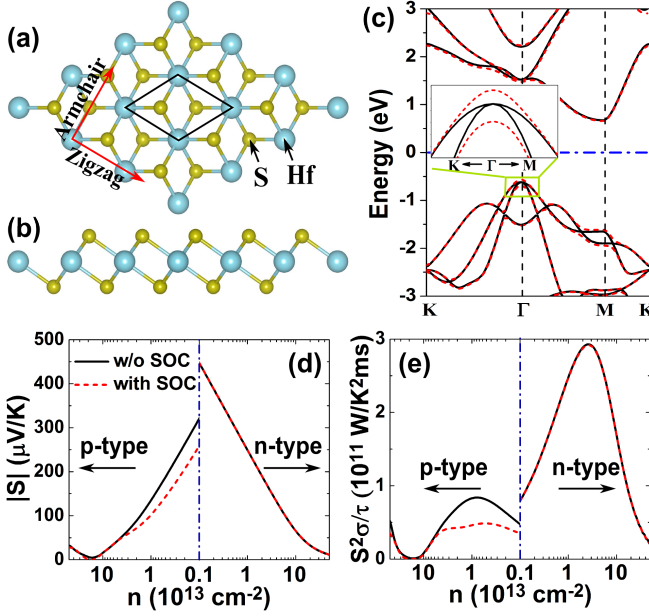 (a)
Armchair
Zigzag
S
Hf
(b)
(c)
Energy (eV)
3
2
1
0
-1
-2
-3
K Γ M
K Γ M K
(d)
|S| (μV/K)
500
400
300
200
100
0
w/o SOC
with SOC
p-type
n-type
10 1 0.1 1 10
n (10¹³ cm⁻²)
(e)
S²σ/τ (10¹¹ W/K²ms)
3
2
1
0
p-type
n-type
10 1 0.1 1 10
n (10¹³ cm⁻²)